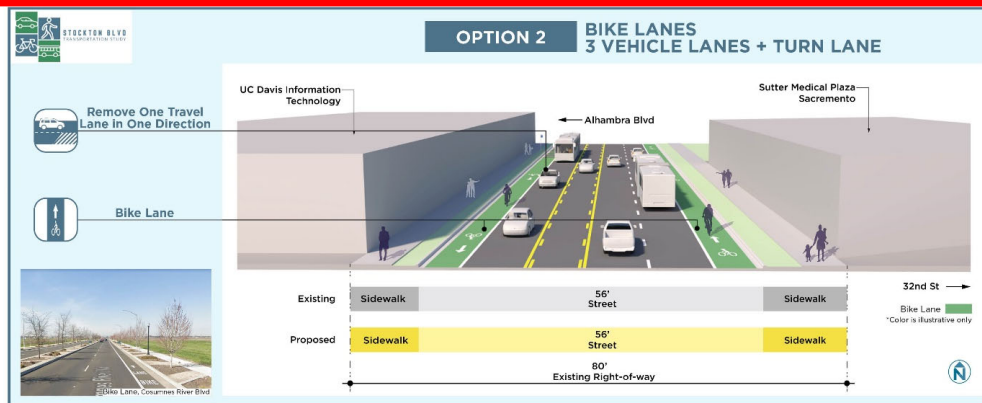 STOCKTON BLVD
TRANSPORTATION STUDY
OPTION 2
BIKE LANES
3 VEHICLE LANES + TURN LANE
UC Davis Information
Technology
Sutter Medical Plaza
Sacremento
Alhambra Blvd
Remove One Travel
Lane in One Direction
Bike Lane
32nd St
Existing
Sidewalk
56'
Street
Sidewalk
Bike Lane
*Color is illustrative only
Proposed
Sidewalk
56'
Street
Sidewalk
80'
Existing Right-of-way
N
Bike Lane, Cosumnes River Blvd